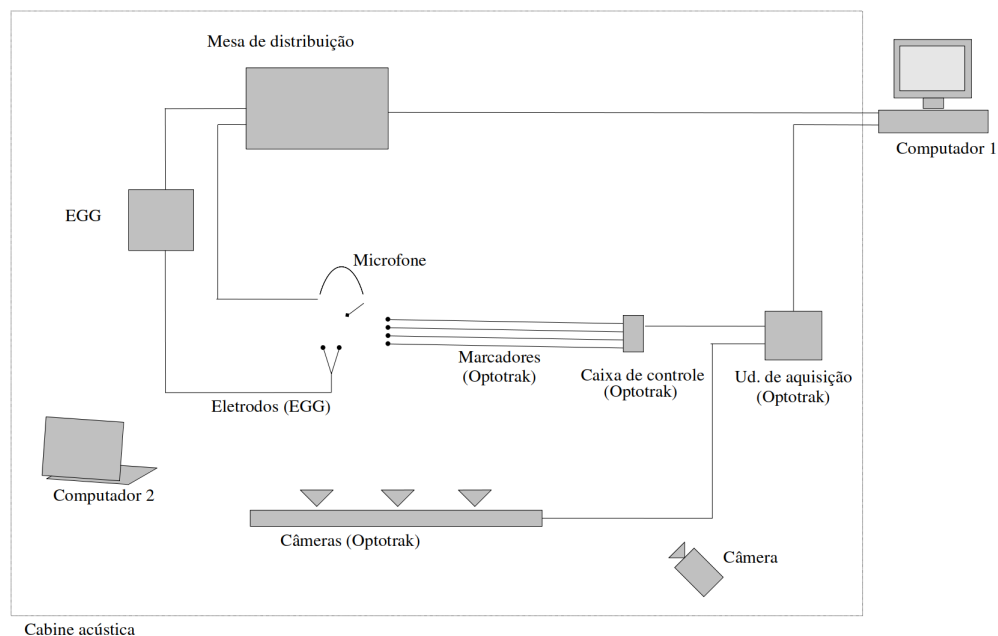 Mesa de distribuição
Computador 1
EGG
Microfone
Marcadores
(Optotrak)
Caixa de controle
(Optotrak)
Ud. de aquisição
(Optotrak)
Eletrodos (EGG)
Computador 2
Câmeras (Optotrak)
Câmera
Cabine acústica